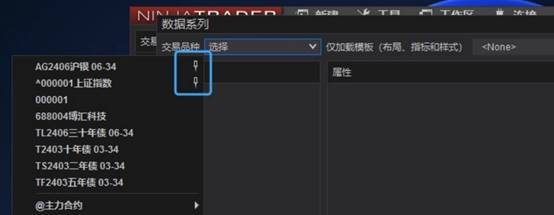 NINJATRADER 新建 工具 工作区 连接
数据系列
交易
交易品种 选择 仅加载模板（布局、指标和样式） <None>
属性
AG2406沪银 06-34
^000001上证指数
000001
688004博汇科技
TL2406三十年债 06-34
T2403十年债 03-34
TS2403二年债 03-34
TF2403五年债 03-34
@主力合约